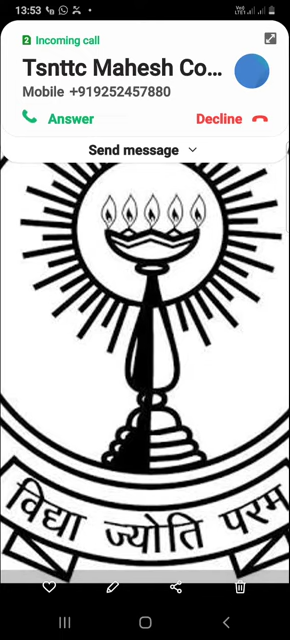 13:53
2 Incoming call
Tsnttc Mahesh Co...
Mobile +919252457880
Answer
Decline
Send message
विद्या ज्योति परम